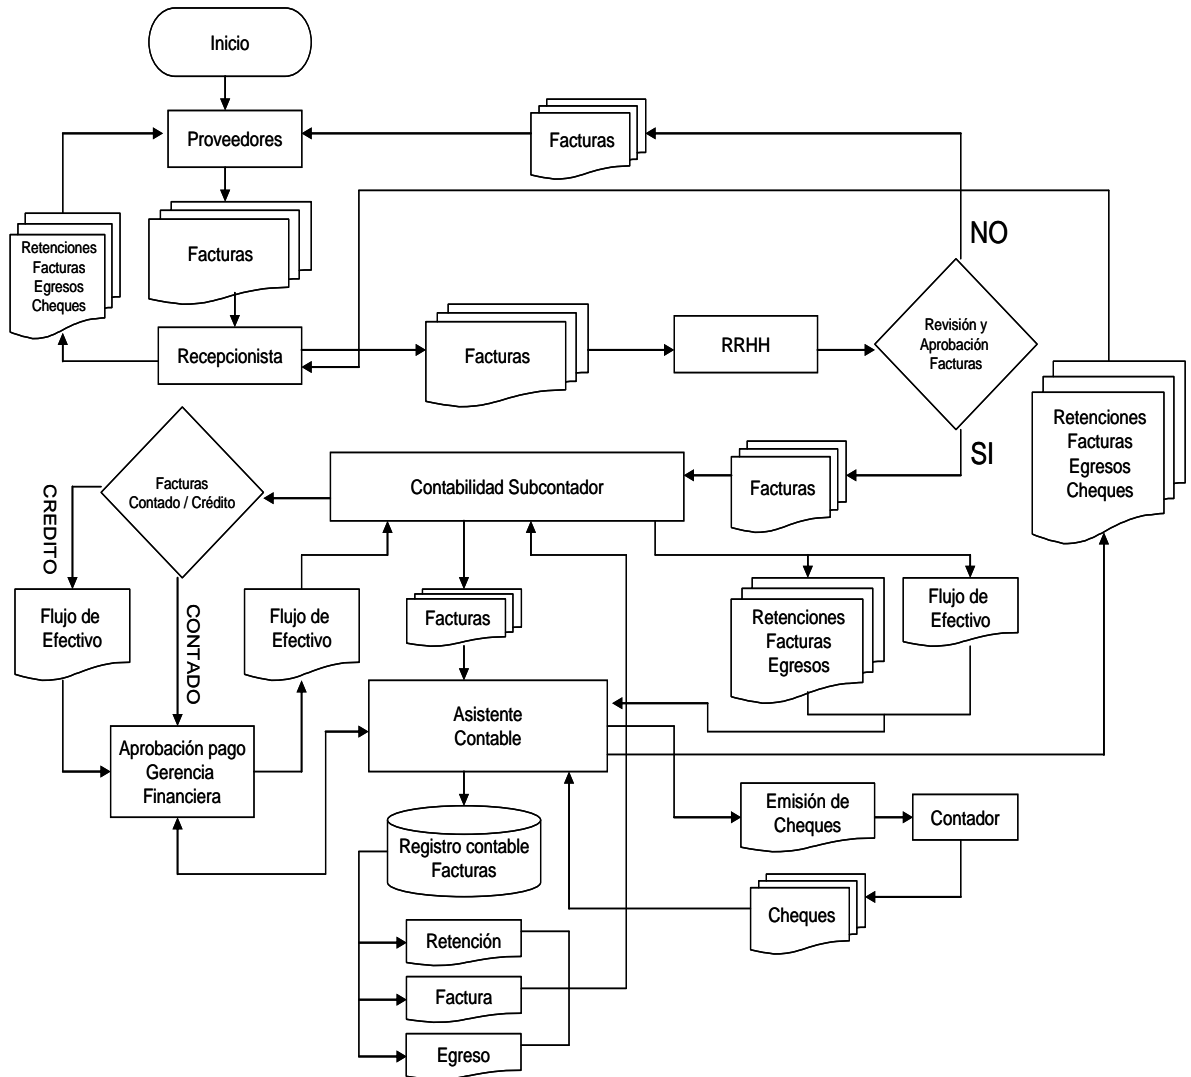 Inicio
Proveedores
Facturas
NO
Retenciones
Facturas
Egresos
Cheques
Facturas
Recepcionista
Facturas
RRHH
Revisión y
Aprobación
Facturas
Retenciones
Facturas
Egresos
Cheques
SI
Facturas
Contado / Crédito
Contabilidad Subcontador
Facturas
CREDITO
CONTADO
Flujo de
Efectivo
Flujo de
Efectivo
Facturas
Retenciones
Facturas
Egresos
Flujo de
Efectivo
Aprobación pago
Gerencia
Financiera
Asistente
Contable
Emisión de
Cheques
Contador
Registro contable
Facturas
Cheques
Retención
Factura
Egreso